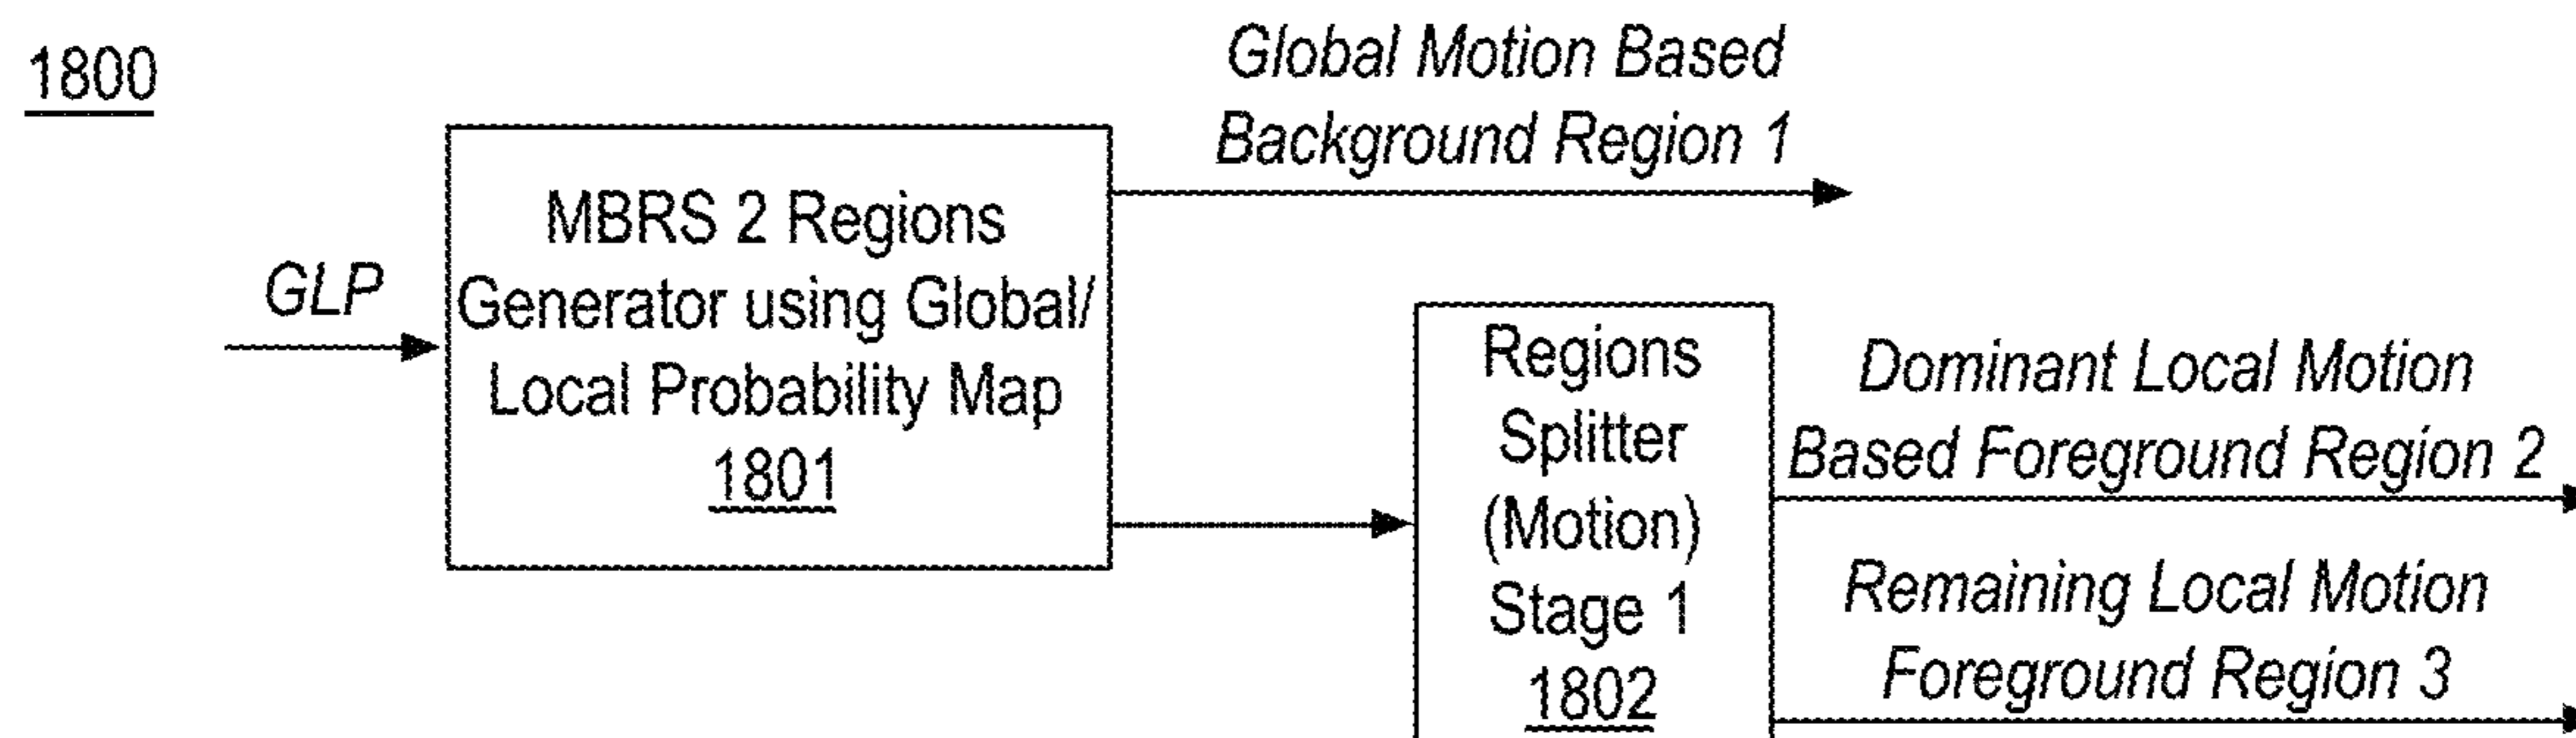 1800
Global Motion Based
Background Region 1
GLP
MBRS 2 Regions
Generator using Global/
Local Probability Map
1801
Regions
Splitter
(Motion)
Stage 1
1802
Dominant Local Motion
Based Foreground Region 2
Remaining Local Motion
Foreground Region 3